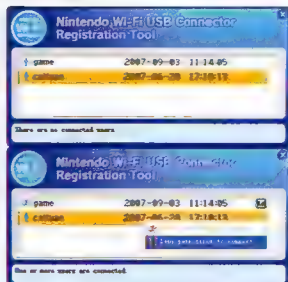 Nintendo Wi-Fi USB Connector
Registration Tool
game 2007-09-03 11:14:05
2007-06-28 17:18:13
There are no connected users
Nintendo Wi-Fi USB Connector
Registration Tool
game 2007-09-03 11:14:05
2007-06-28 17:18:13
One or more users are connected